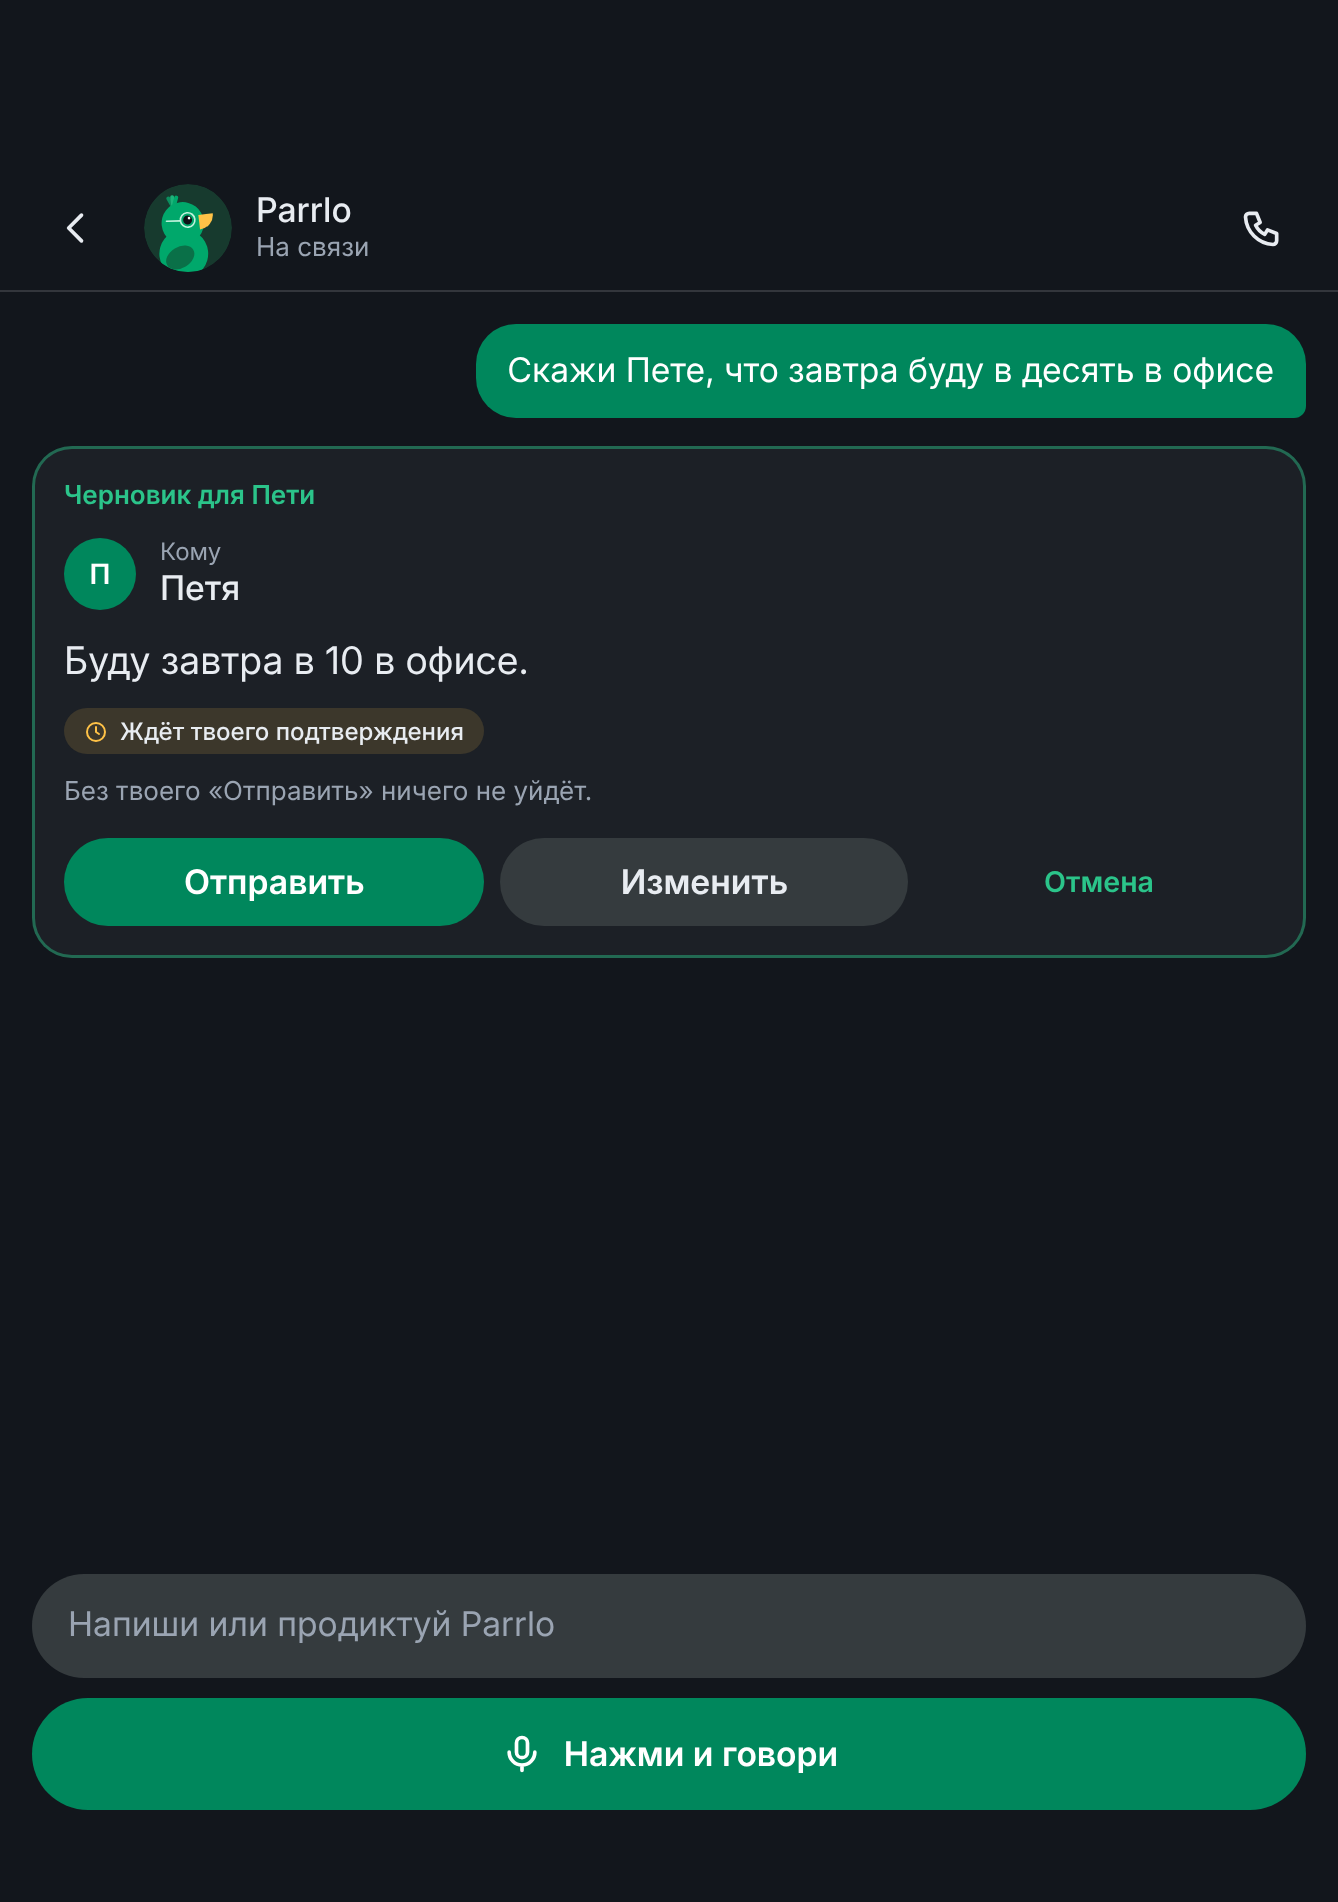 Parrlo
На связи
Скажи Пете, что завтра буду в десять в офисе
Черновик для Пети
П
Кому
Петя
Буду завтра в 10 в офисе.
Ждёт твоего подтверждения
Без твоего «Отправить» ничего не уйдёт.
Отправить
Изменить
Отмена
Напиши или продиктуй Parrlo
Нажми и говори